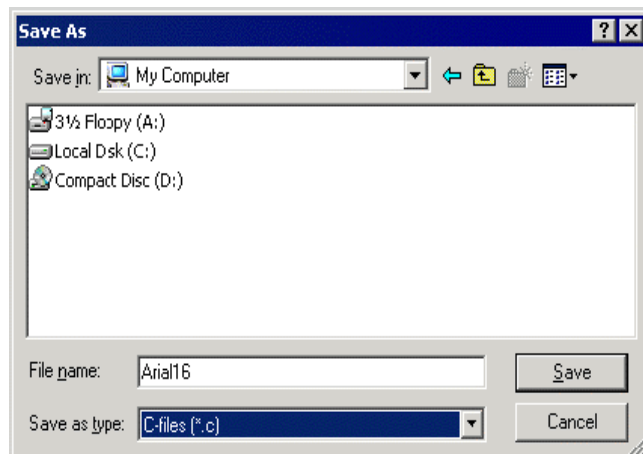 Save As
Save in: My Computer
3½ Floppy (A:)
Local Dsk (C:)
Compact Disc (D:)
File name: Arial16 Save
Save as type: C-files (*.c) Cancel